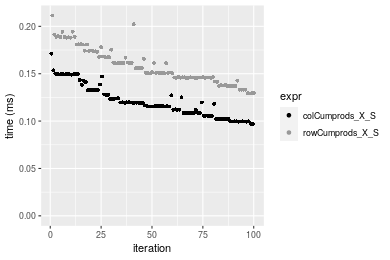 0.20
0.15
0.10
0.05
0.00
time (ms)
0
25
50
75
100
iteration
expr
colCumprods_X_S
rowCumprods_X_S